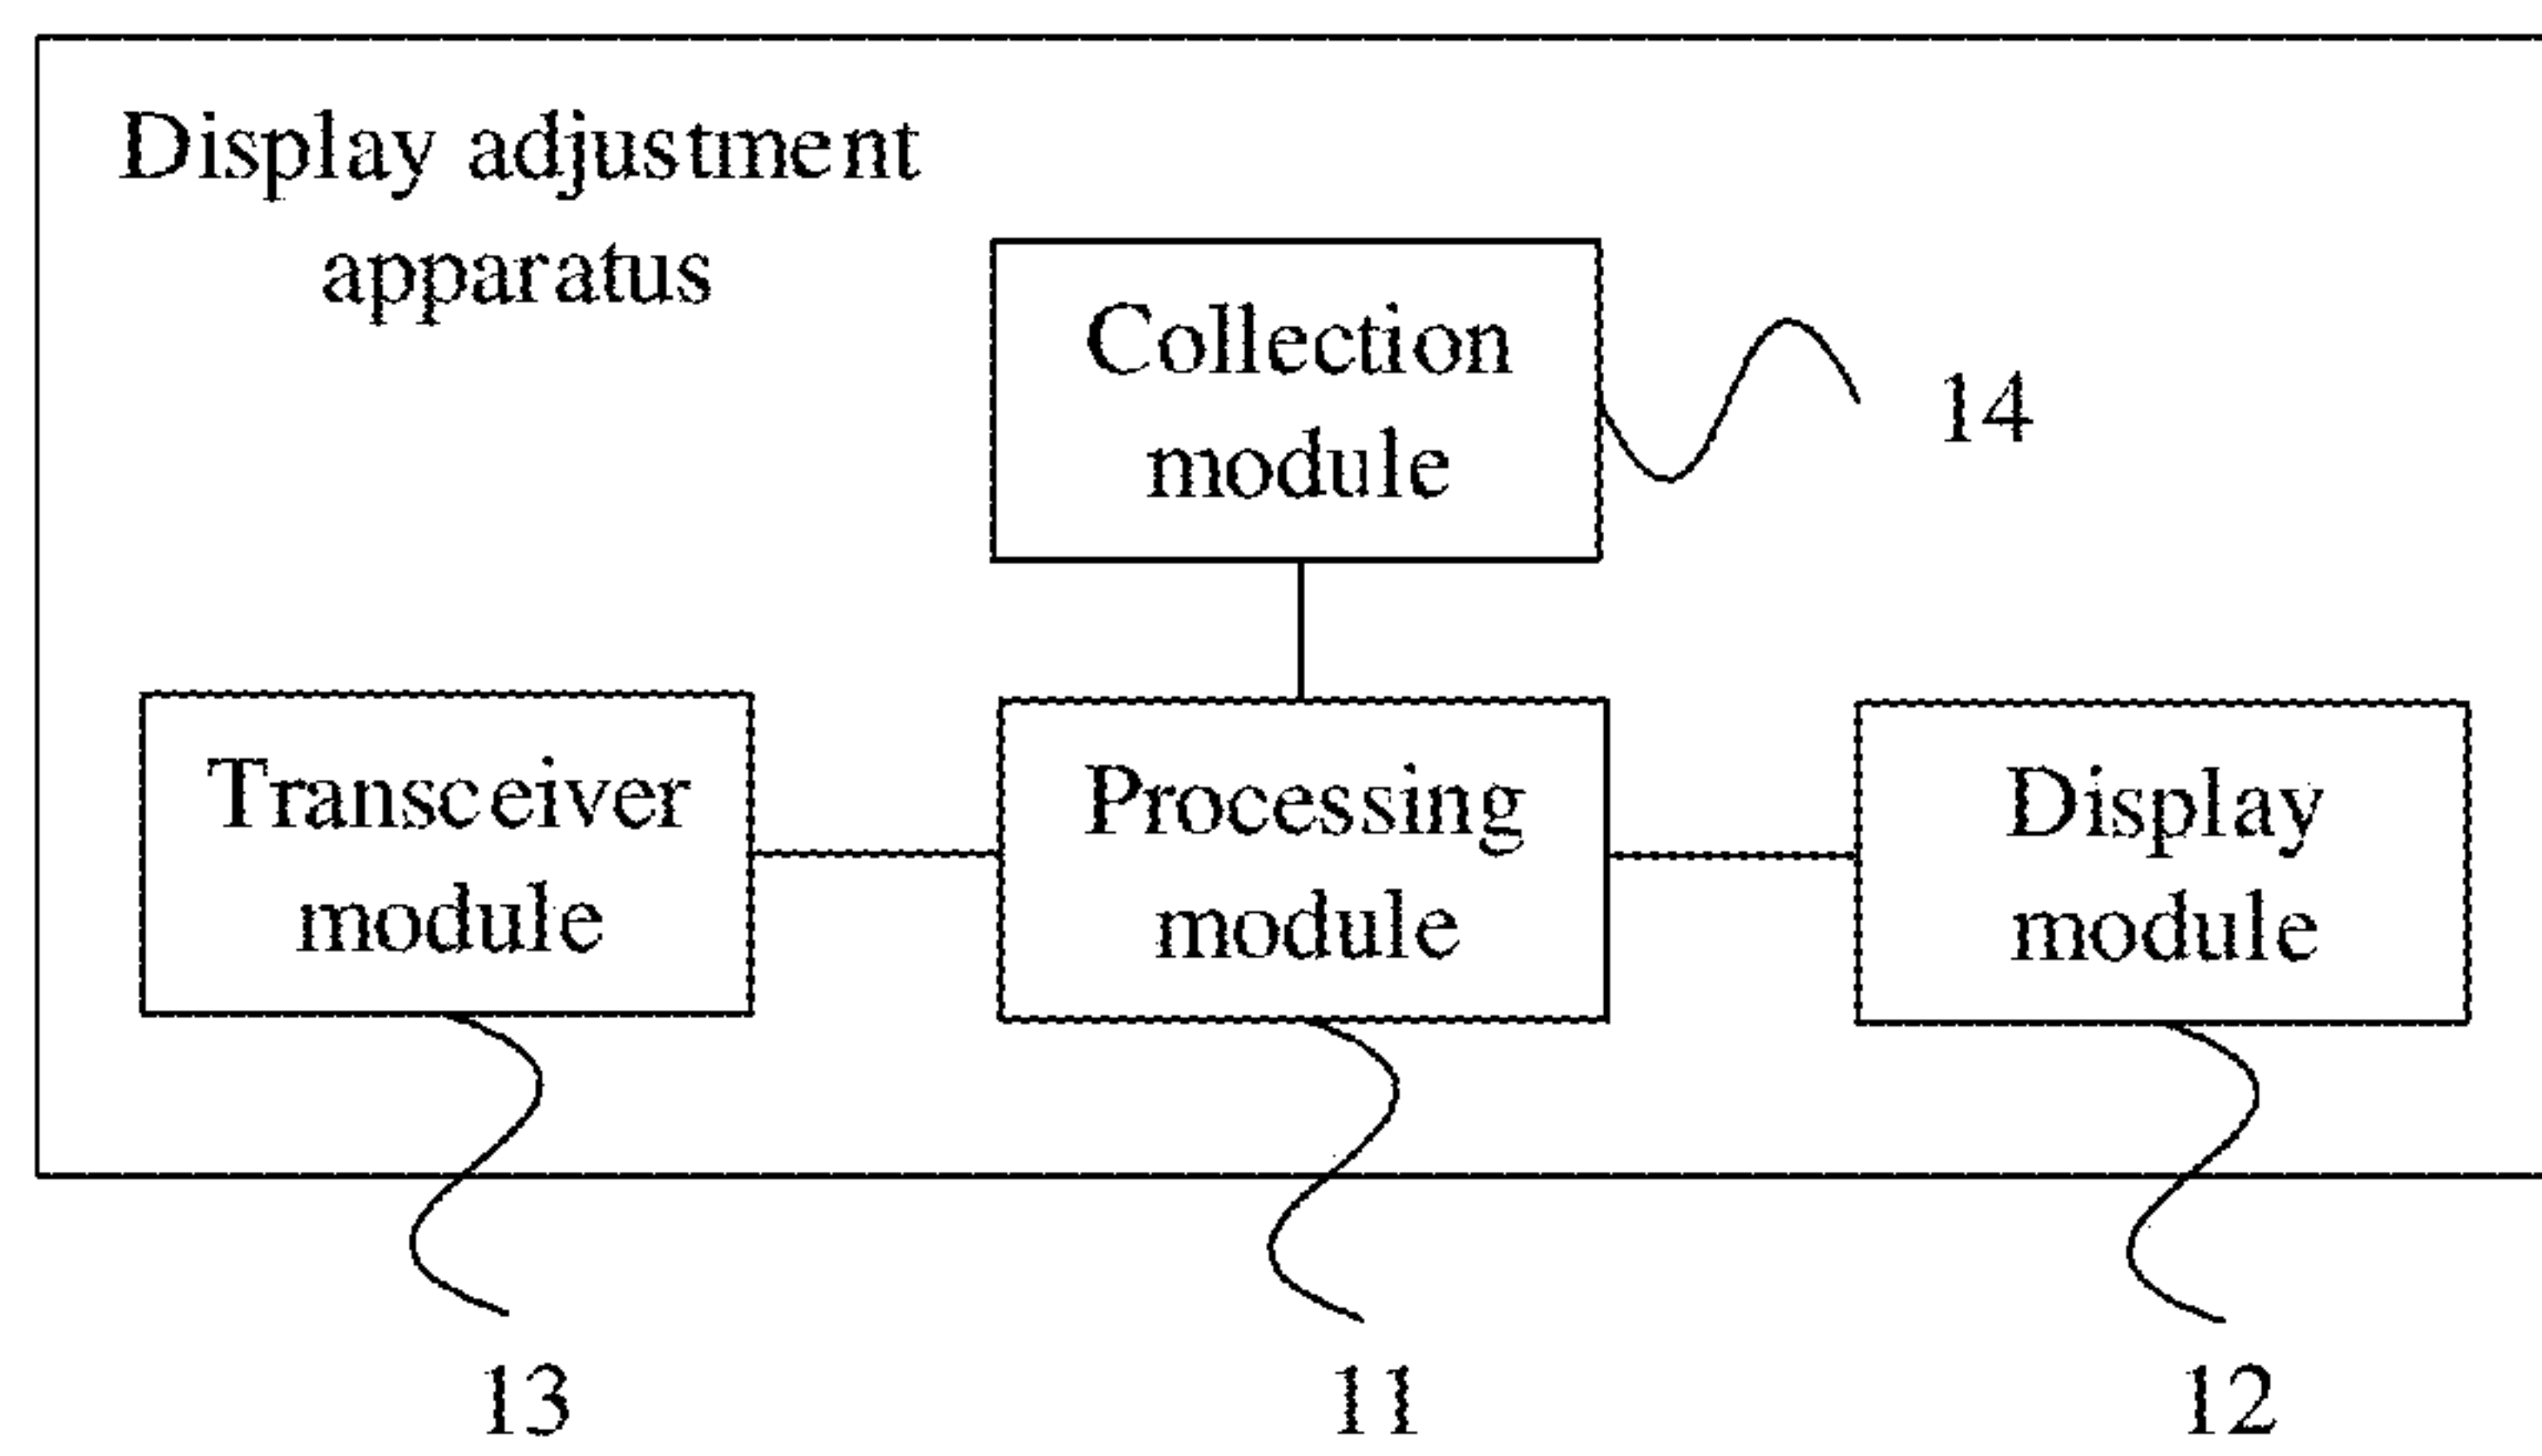 Display adjustment
apparatus
Collection
module
14
Transceiver
module
Processing
module
Display
module
13
11
12